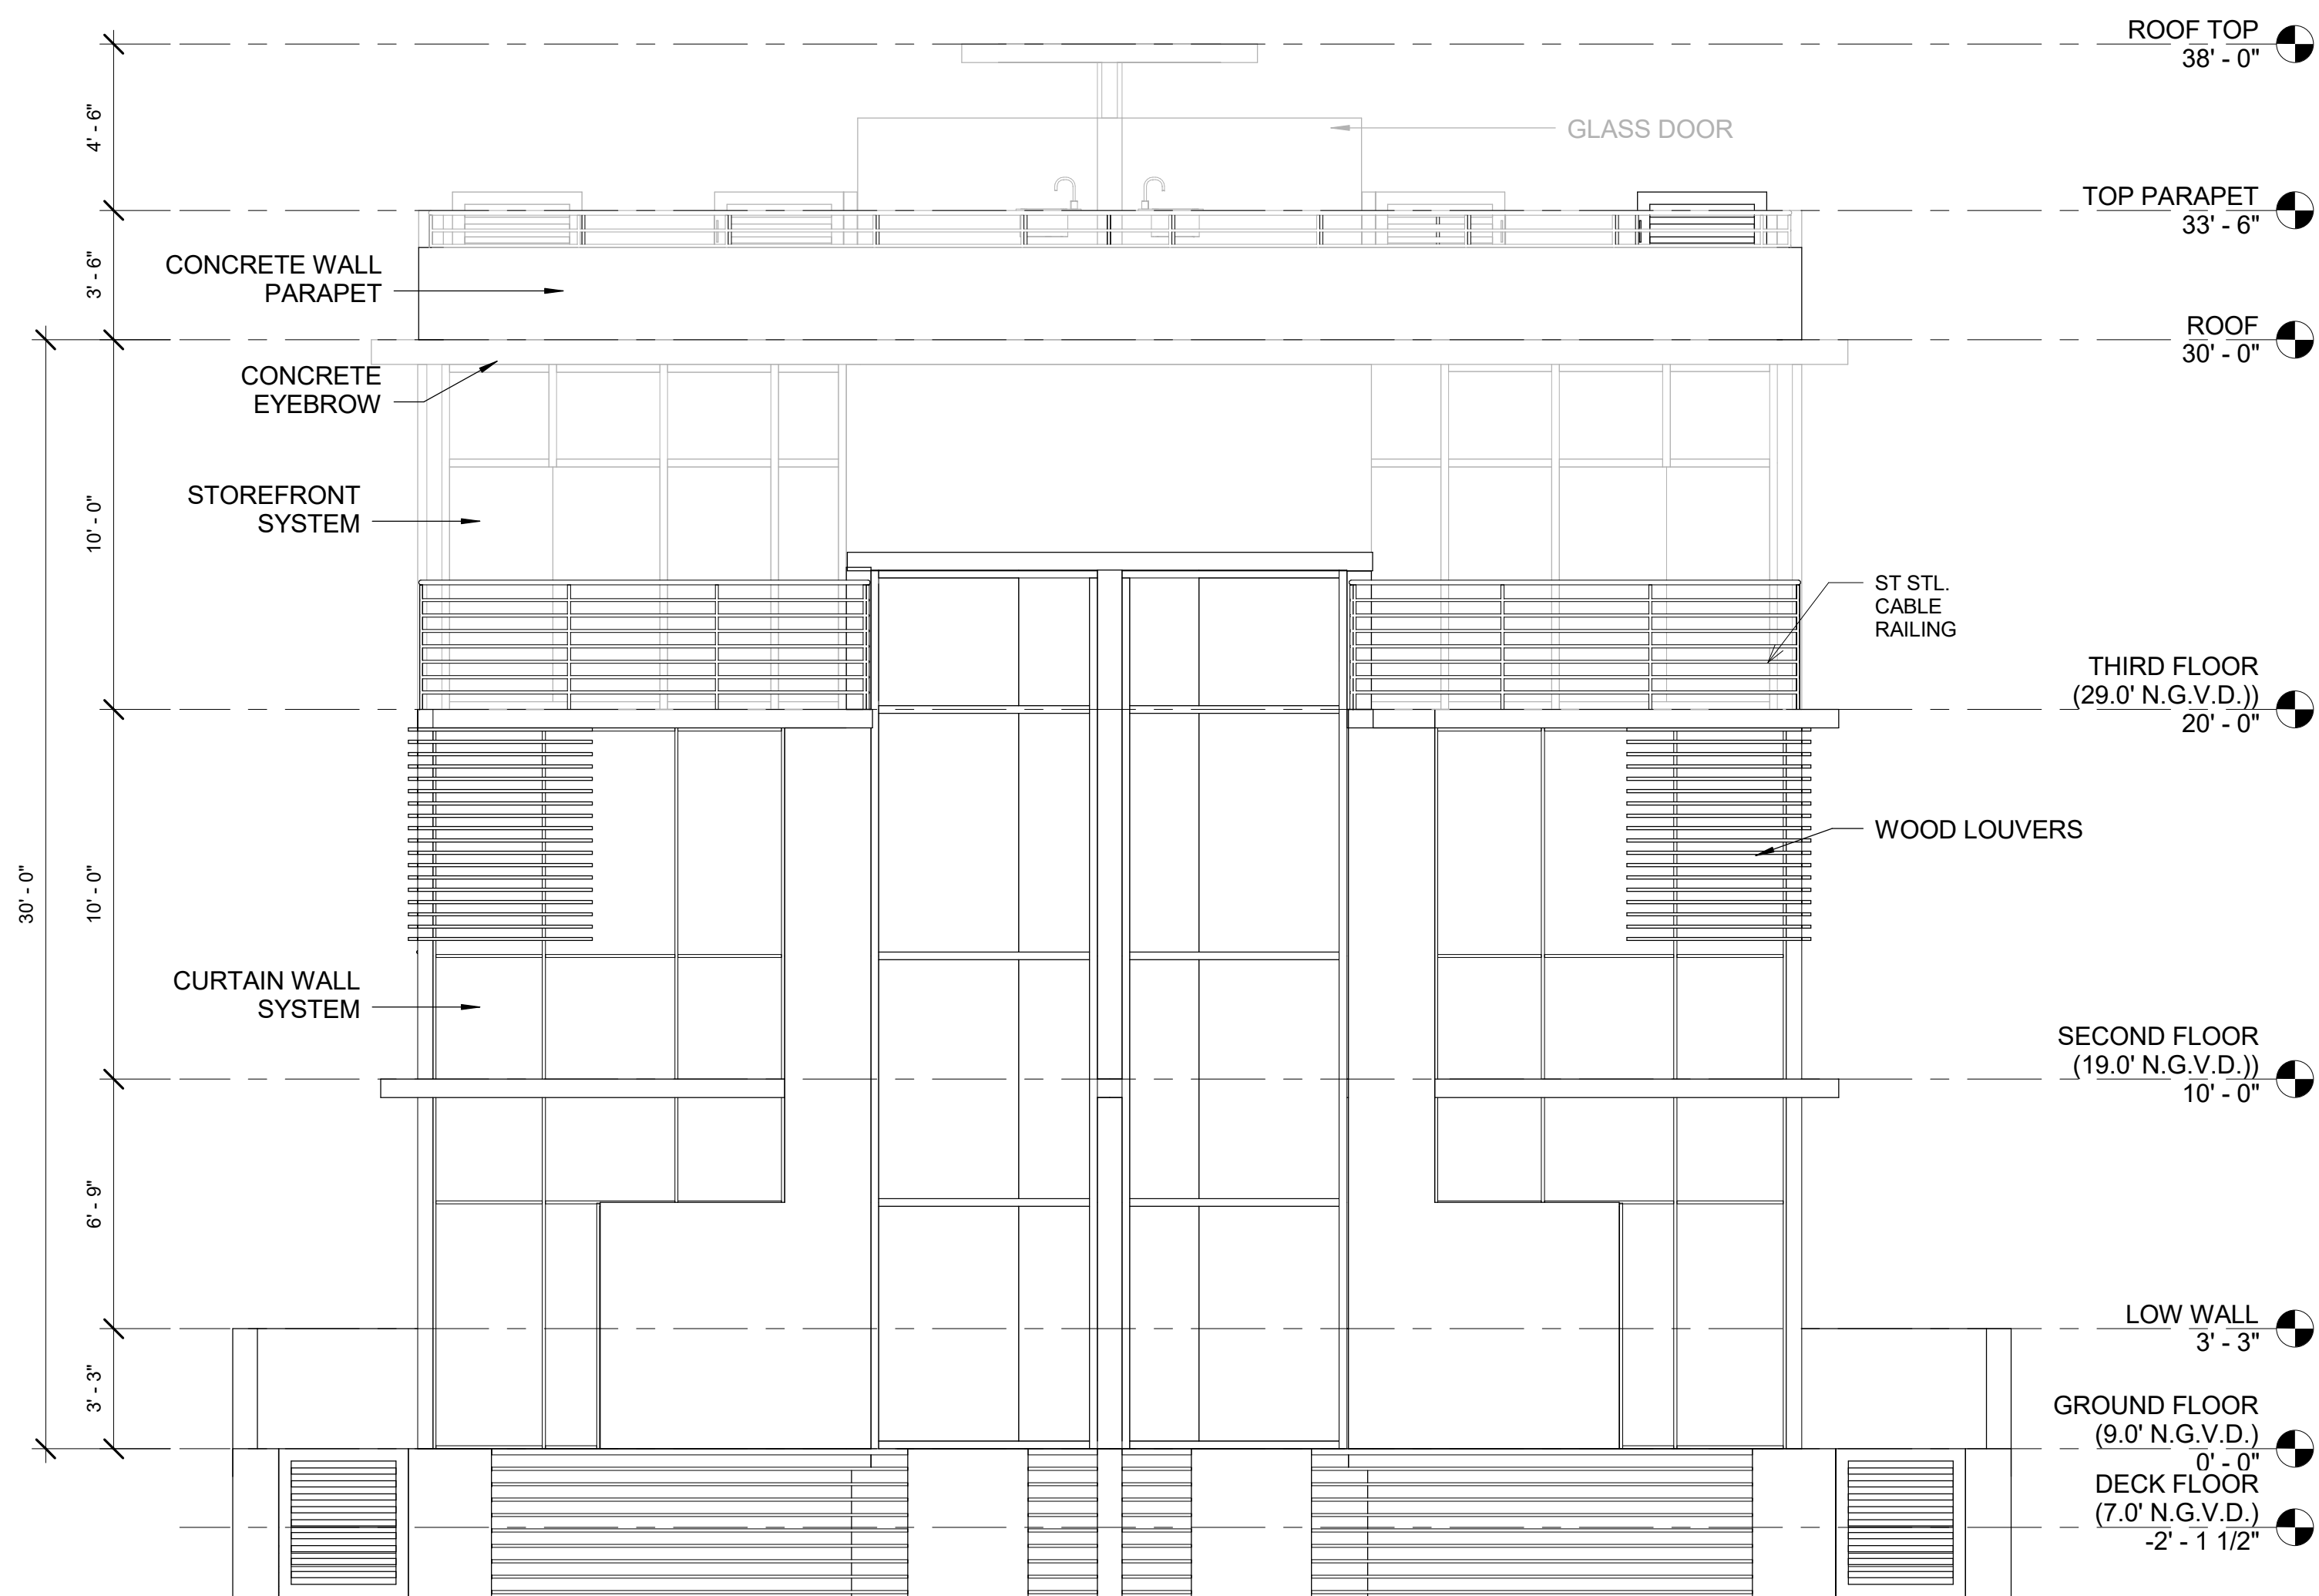 ROOF TOP
38' - 0"
4' - 6"
GLASS DOOR
TOP PARAPET
33' - 6"
3' - 6"
CONCRETE WALL
PARAPET
ROOF
30' - 0"
CONCRETE
EYEBROW
STOREFRONT
SYSTEM
10' - 0"
ST STL.
CABLE
RAILING
THIRD FLOOR
(29.0' N.G.V.D.))
20' - 0"
WOOD LOUVERS
30' - 0"
10' - 0"
CURTAIN WALL
SYSTEM
SECOND FLOOR
(19.0' N.G.V.D.))
10' - 0"
6' - 9"
LOW WALL
3' - 3"
3' - 3"
GROUND FLOOR
(9.0' N.G.V.D.)
0' - 0"
DECK FLOOR
(7.0' N.G.V.D.)
-2' - 1 1/2"